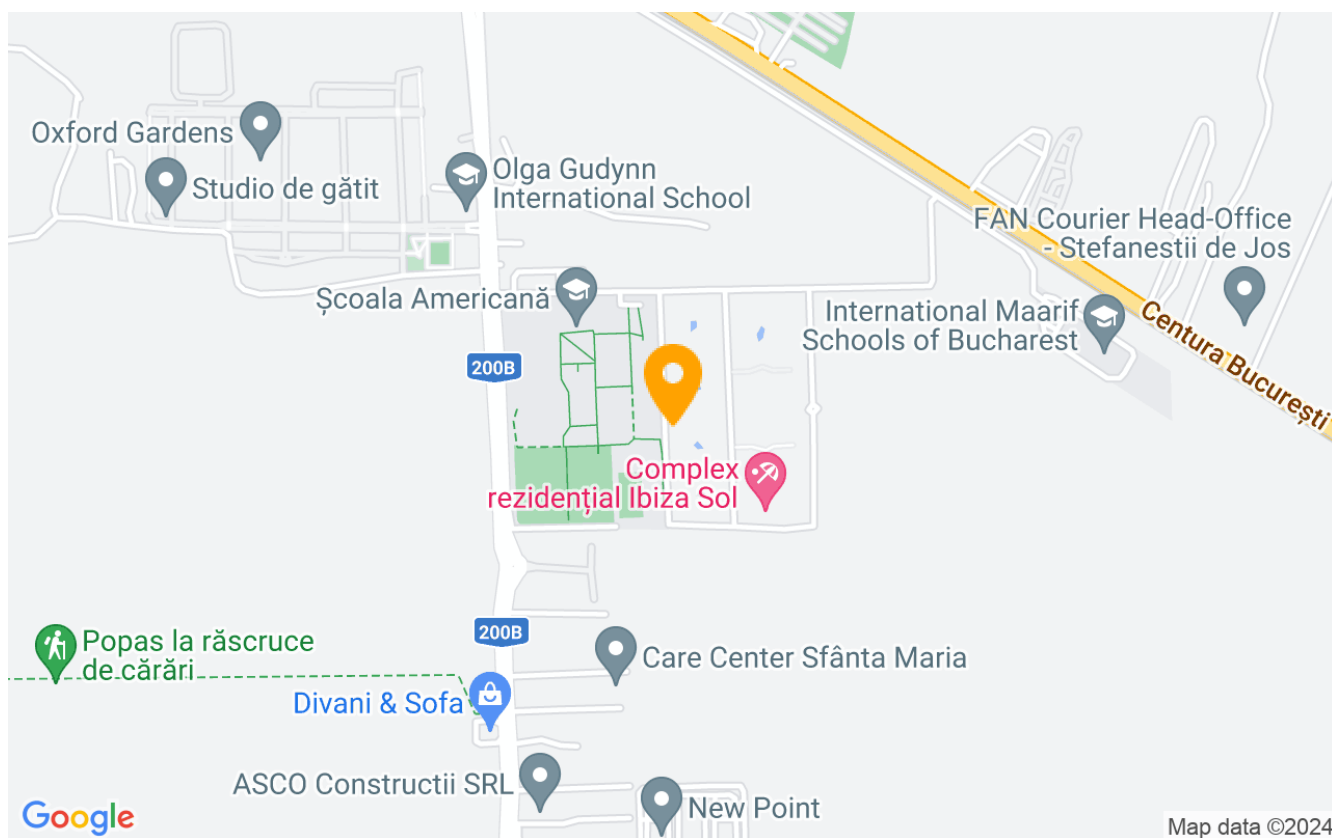 Oxford Gardens
Studio de gătit
Olga Gudynn
International School
FAN Courier Head-Office
- Stefanestii de Jos
Școala Americană
International Maarif
Schools of Bucharest
Centura București
200B
Complex
rezidențial Ibiza Sol
200B
Popas la răscruce
de cărări
Care Center Sfânta Maria
Divani & Sofa
ASCO Constructii SRL
New Point
Google
Map data ©2024